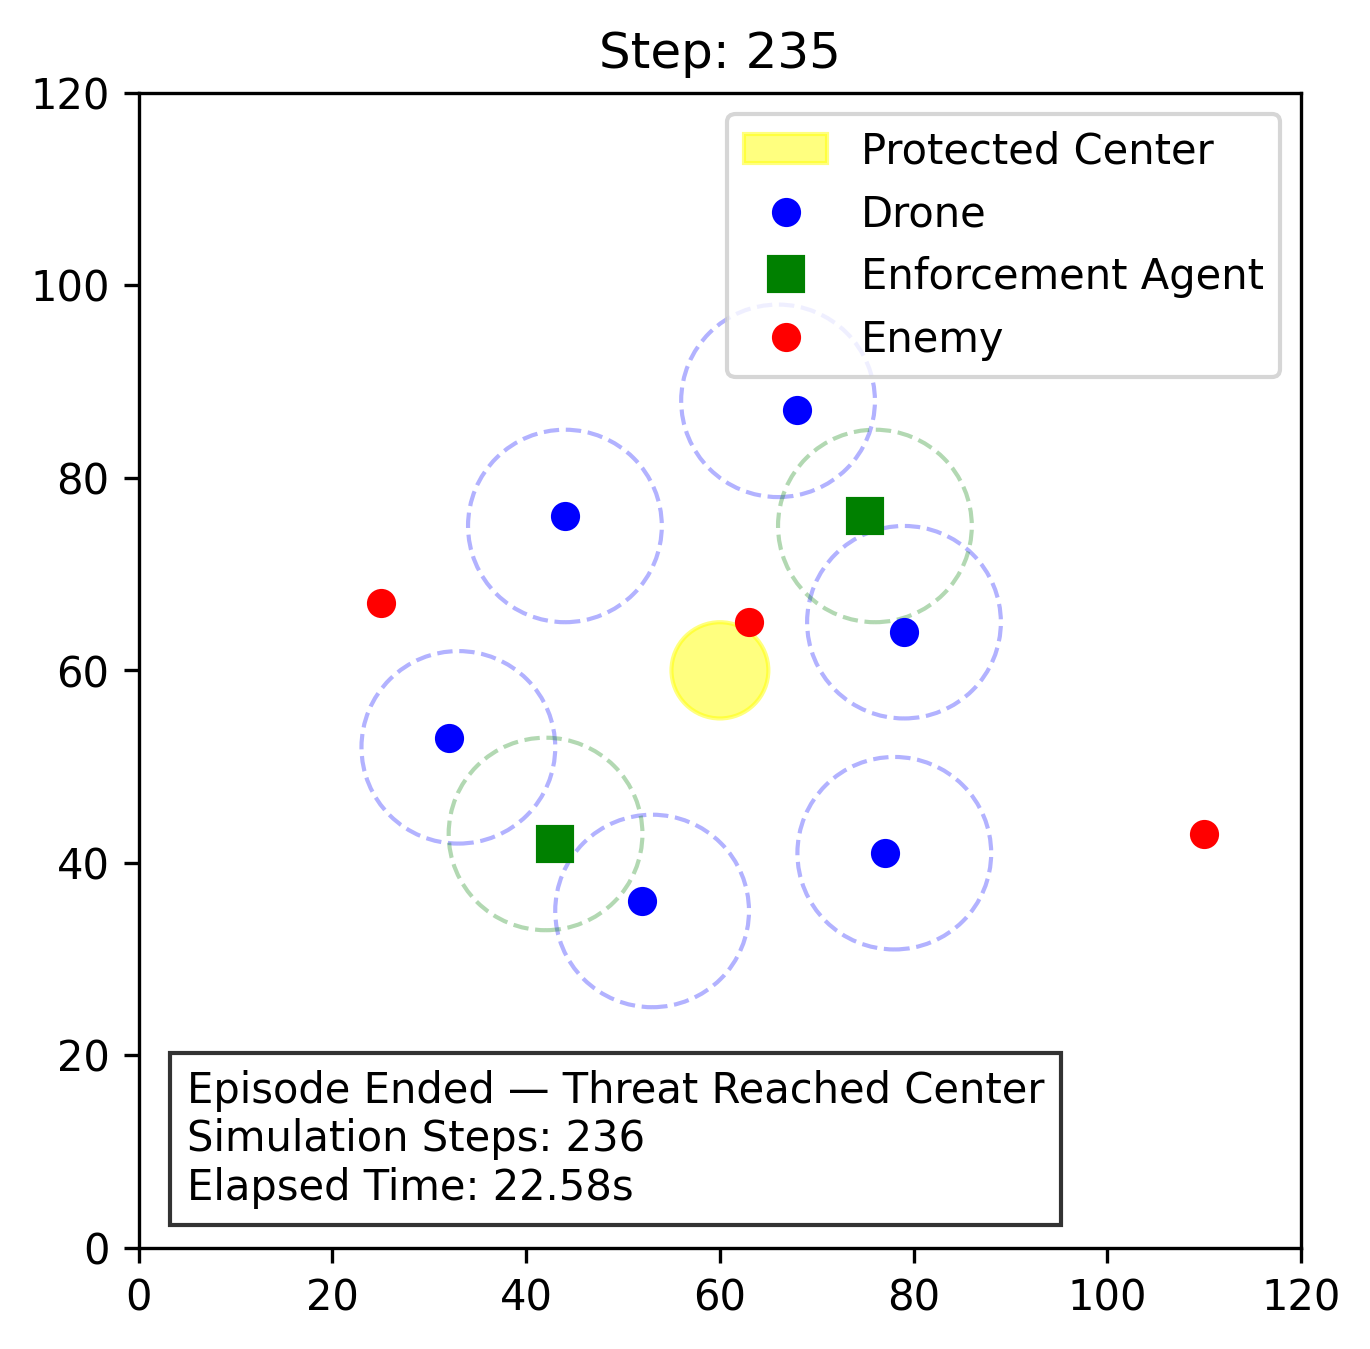 Step: 235
120
100
80
60
40
20
0
Protected Center
Drone
Enforcement Agent
Enemy
Episode Ended — Threat Reached Center
Simulation Steps: 236
Elapsed Time: 22.58s
0 20 40 60 80 100 120